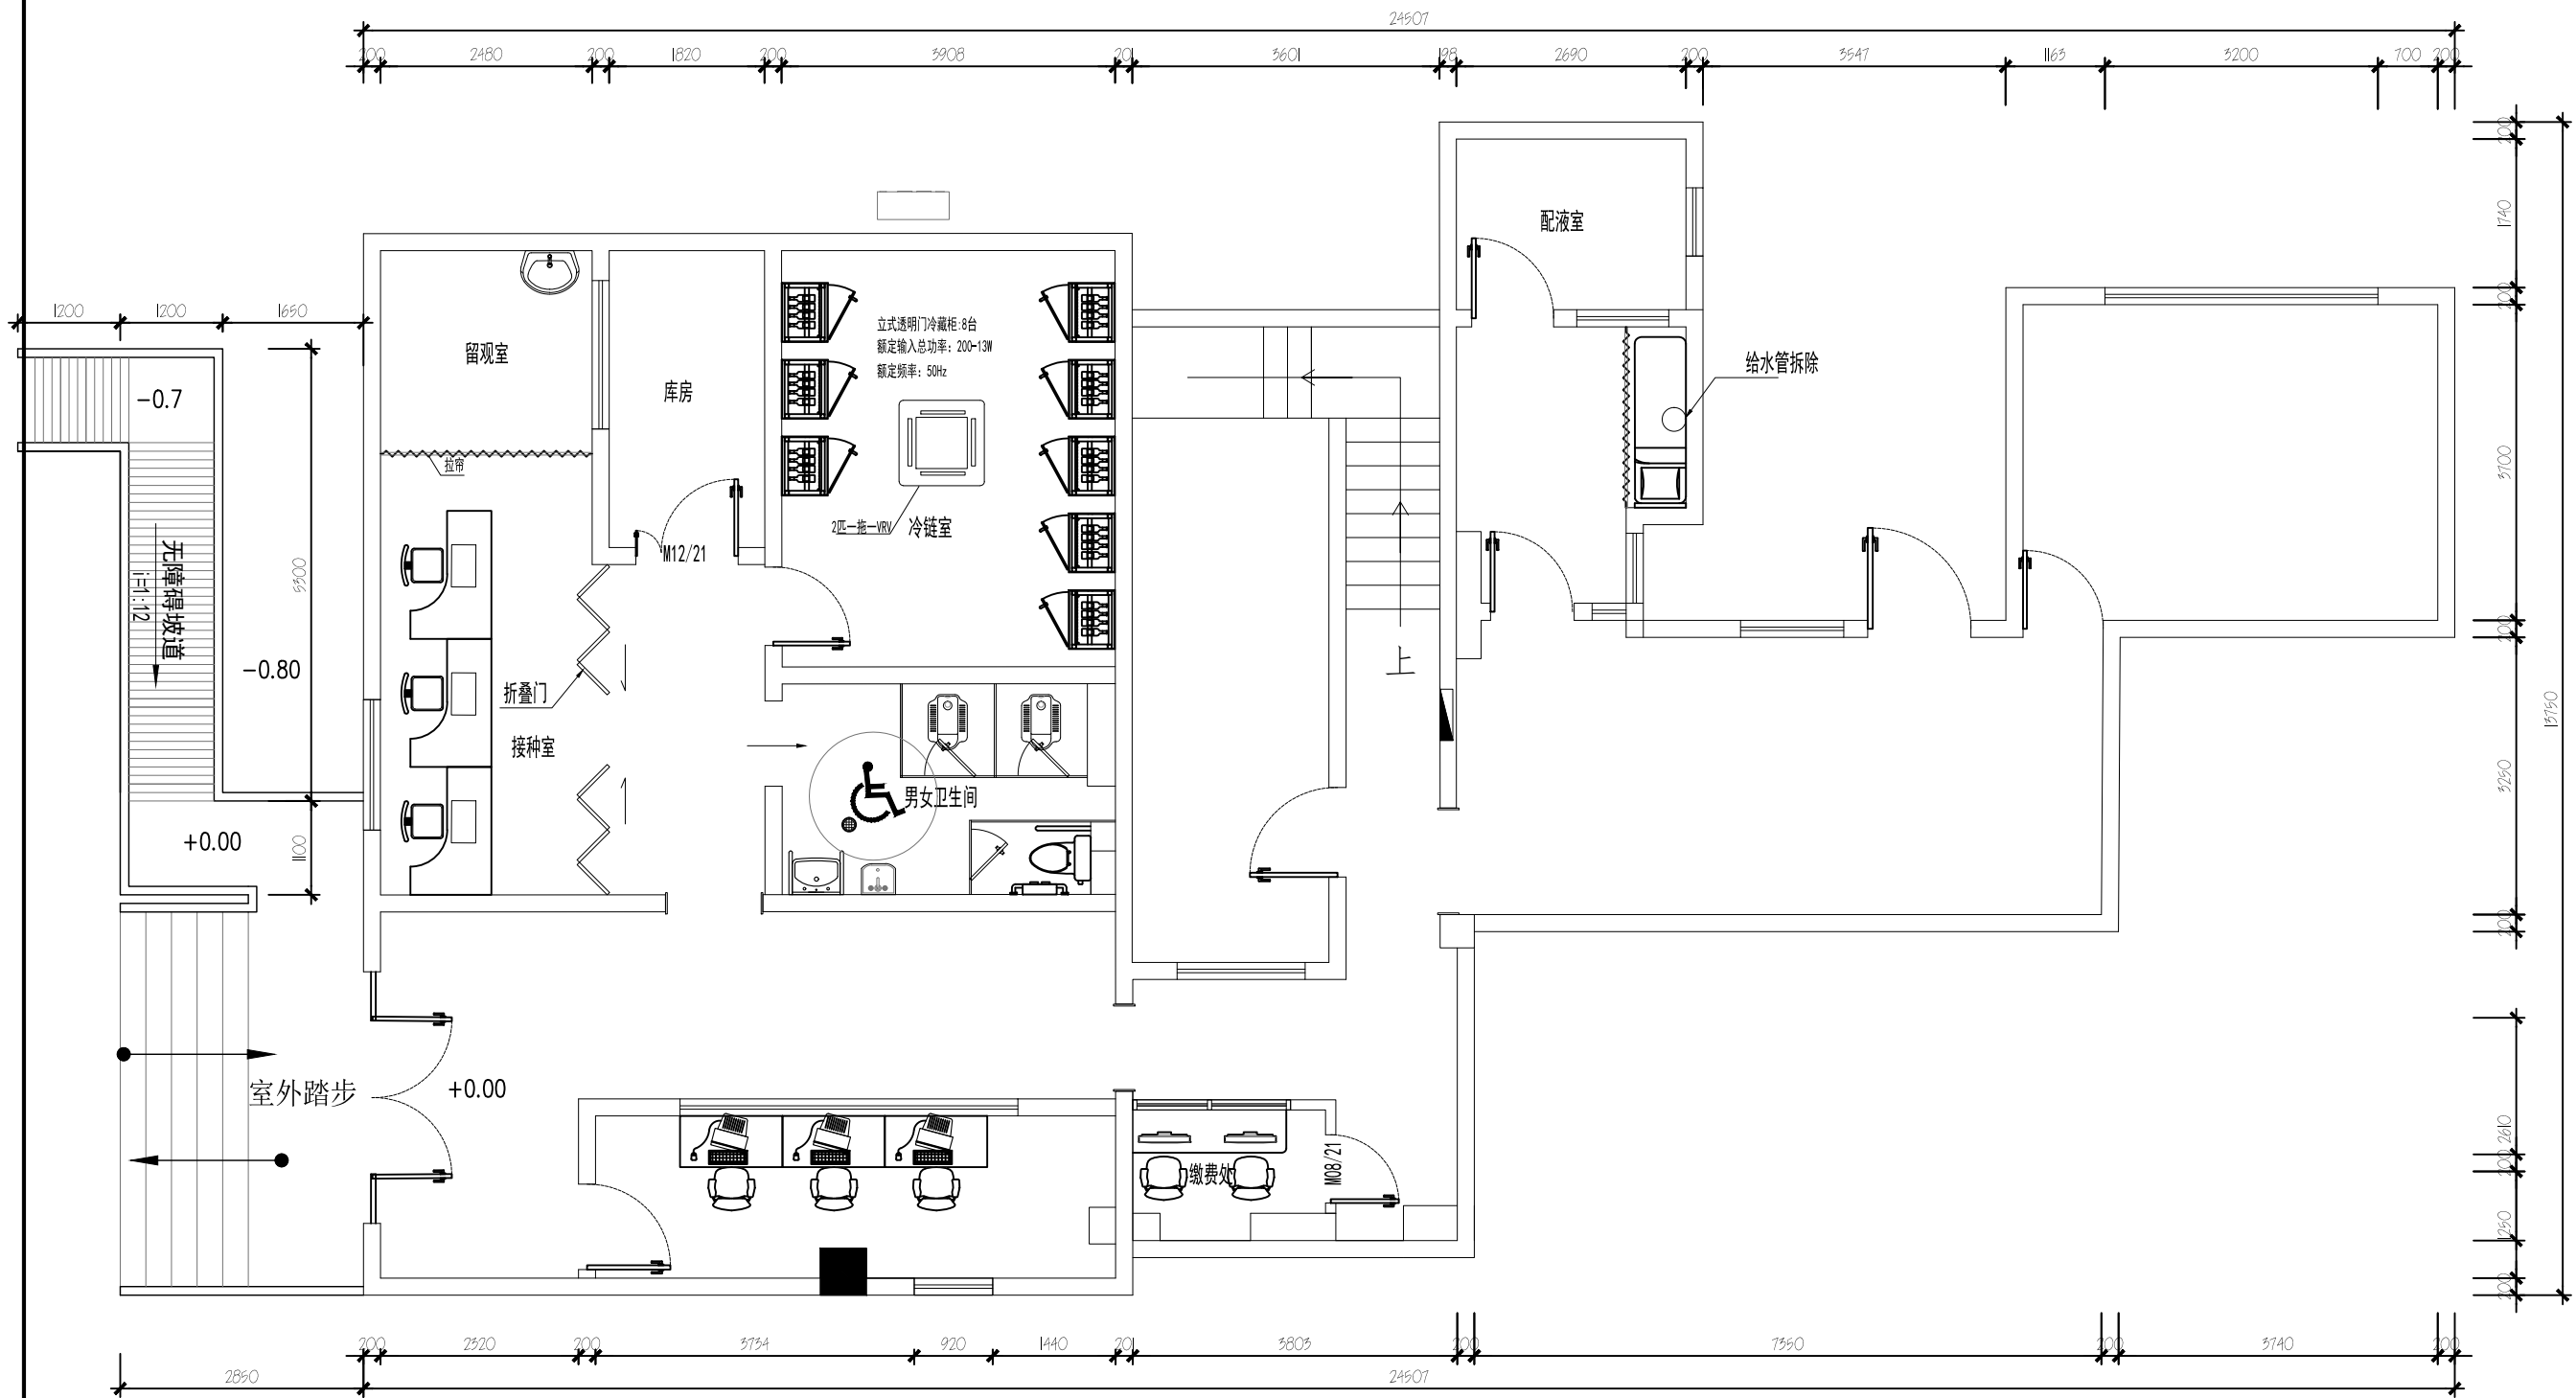 24507
200 2480 200 1820 200 3908 201 3601 198 2690 200 3547 1163 3200 700 200
200
1740
200
3700
200
3250
200
2610
200
1250
200
13750
1200 1200 1650
5300
1100
-0.7
-0.80
+0.00
无障碍坡道
i=1:12
留观室
拉帘
库房
M12/21
立式透明门冷藏柜:8台
额定输入总功率: 200-13W
额定频率: 50Hz
2匹一拖一VRV
冷链室
配液室
给水管拆除
上
折叠门
接种室
男女卫生间
室外踏步
+0.00
缴费处
M08/21
200 2320 200 3734 920 1440 201 3803 200 7350 200 3740 200
2850
24507